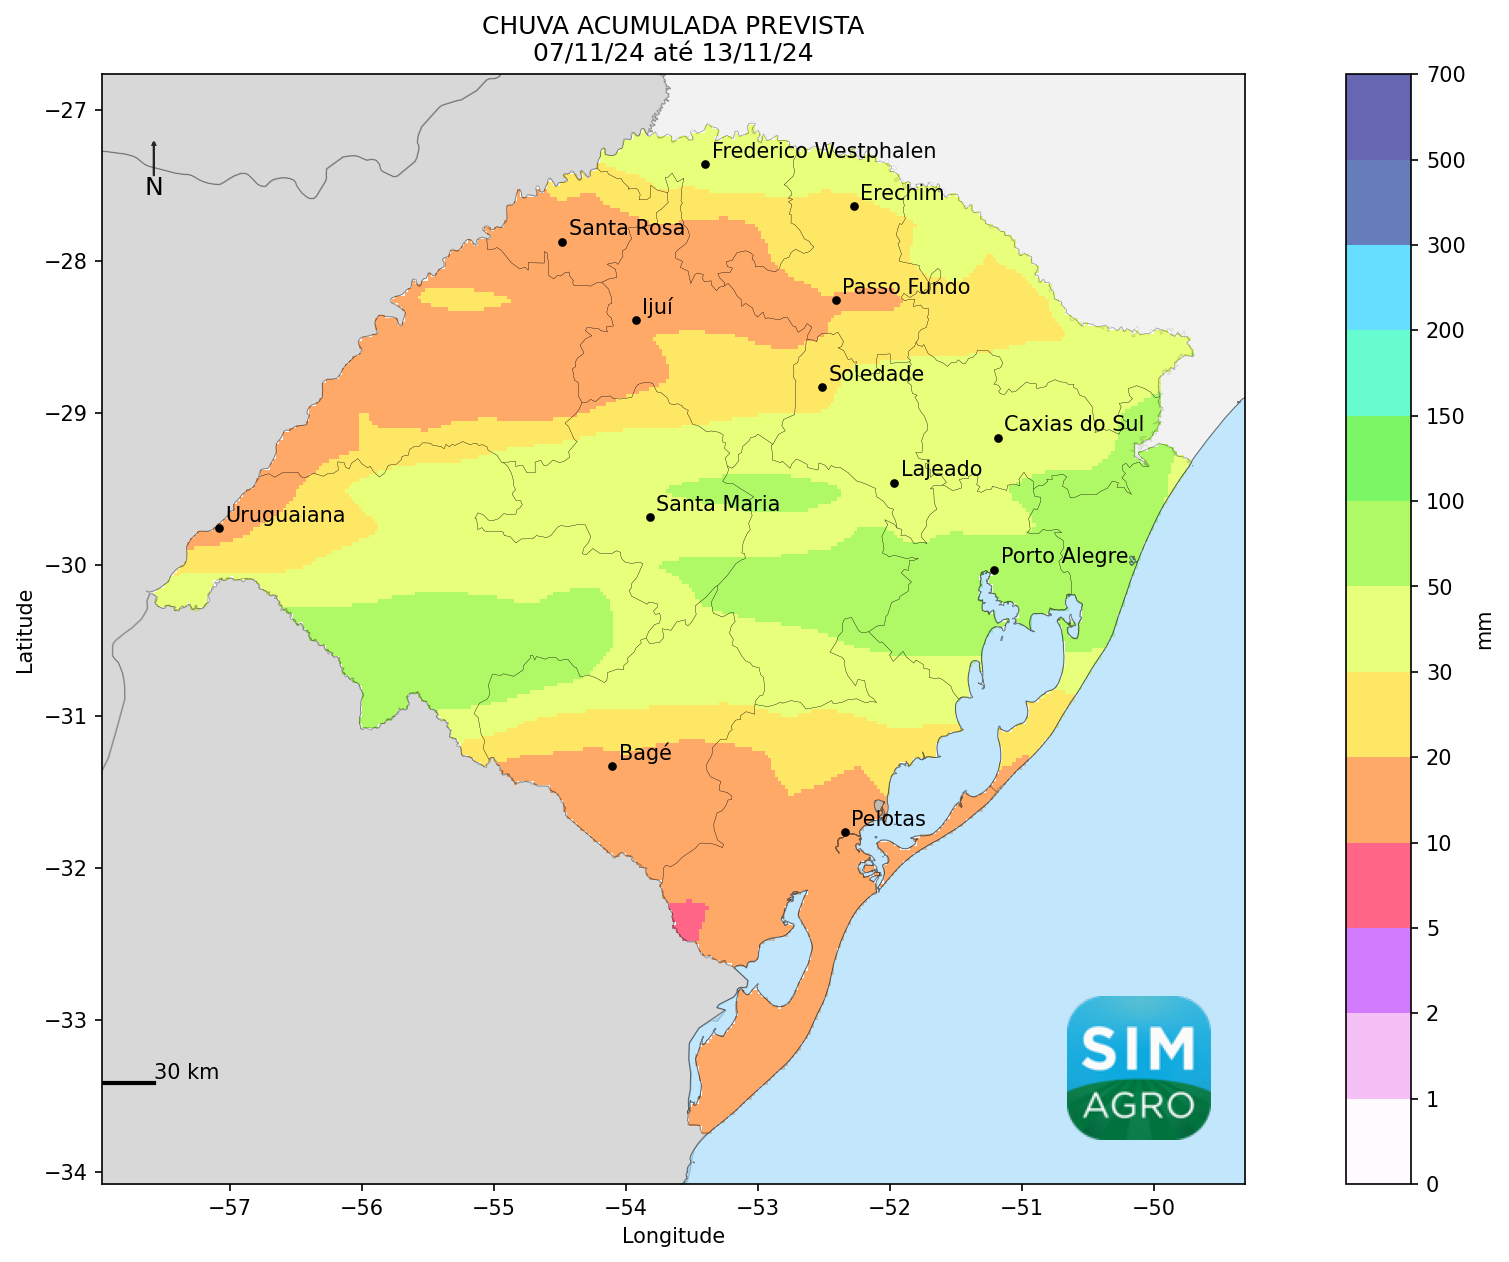 CHUVA ACUMULADA PREVISTA
07/11/24 até 13/11/24
−27
−28
−29
−30
−31
−32
−33
−34
Latitude
N
Frederico Westphalen
Erechim
Santa Rosa
Passo Fundo
Ijuí
Soledade
Caxias do Sul
Lajeado
Santa Maria
Uruguaiana
Porto Alegre
Bagé
Pelotas
30 km
SIM
AGRO
−57
−56
−55
−54
−53
−52
−51
−50
Longitude
700
500
300
200
150
100
50
30
20
10
5
2
1
0
mm